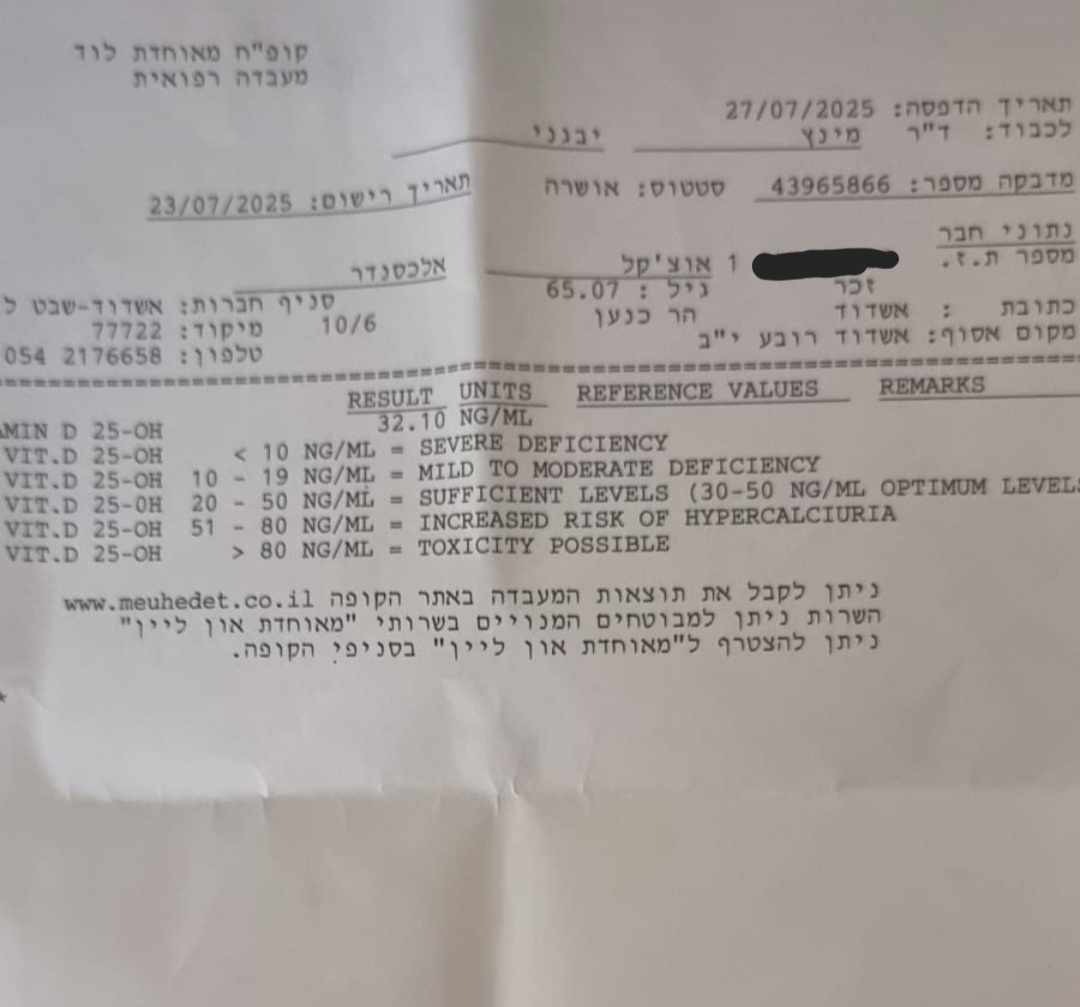 קופ"ח מאוחדת לוד
מעבדה רפואית
תאריך הדפסה: 27/07/2025
לכבוד: ד"ר מינץ יבגני
מדבקה מספר: 43965866 סטטוס: אושרה תאריך רישום: 23/07/2025
נתוני חבר
מספר ת.ז. 1 אוצ'קל אלכסנדר
זכר גיל : 65.07 סניף חברות: אשדוד-שבט ל
כתובת : אשדוד הר כנען 10/6 מיקוד: 77722
מקום אסוף: אשדוד רובע י"ב טלפון: 054 2176658
RESULT UNITS REFERENCE VALUES REMARKS
AMIN D 25-OH 32.10 NG/ML
VIT.D 25-OH < 10 NG/ML = SEVERE DEFICIENCY
VIT.D 25-OH 10 - 19 NG/ML = MILD TO MODERATE DEFICIENCY
VIT.D 25-OH 20 - 50 NG/ML = SUFFICIENT LEVELS (30-50 NG/ML OPTIMUM LEVELS
VIT.D 25-OH 51 - 80 NG/ML = INCREASED RISK OF HYPERCALCIURIA
VIT.D 25-OH > 80 NG/ML = TOXICITY POSSIBLE
ניתן לקבל את תוצאות המעבדה באתר הקופה www.meuhedet.co.il
השרות ניתן למבוטחים המנויים בשרותי "מאוחדת און ליין"
ניתן להצטרף ל"מאוחדת און ליין" בסניפי הקופה.
*